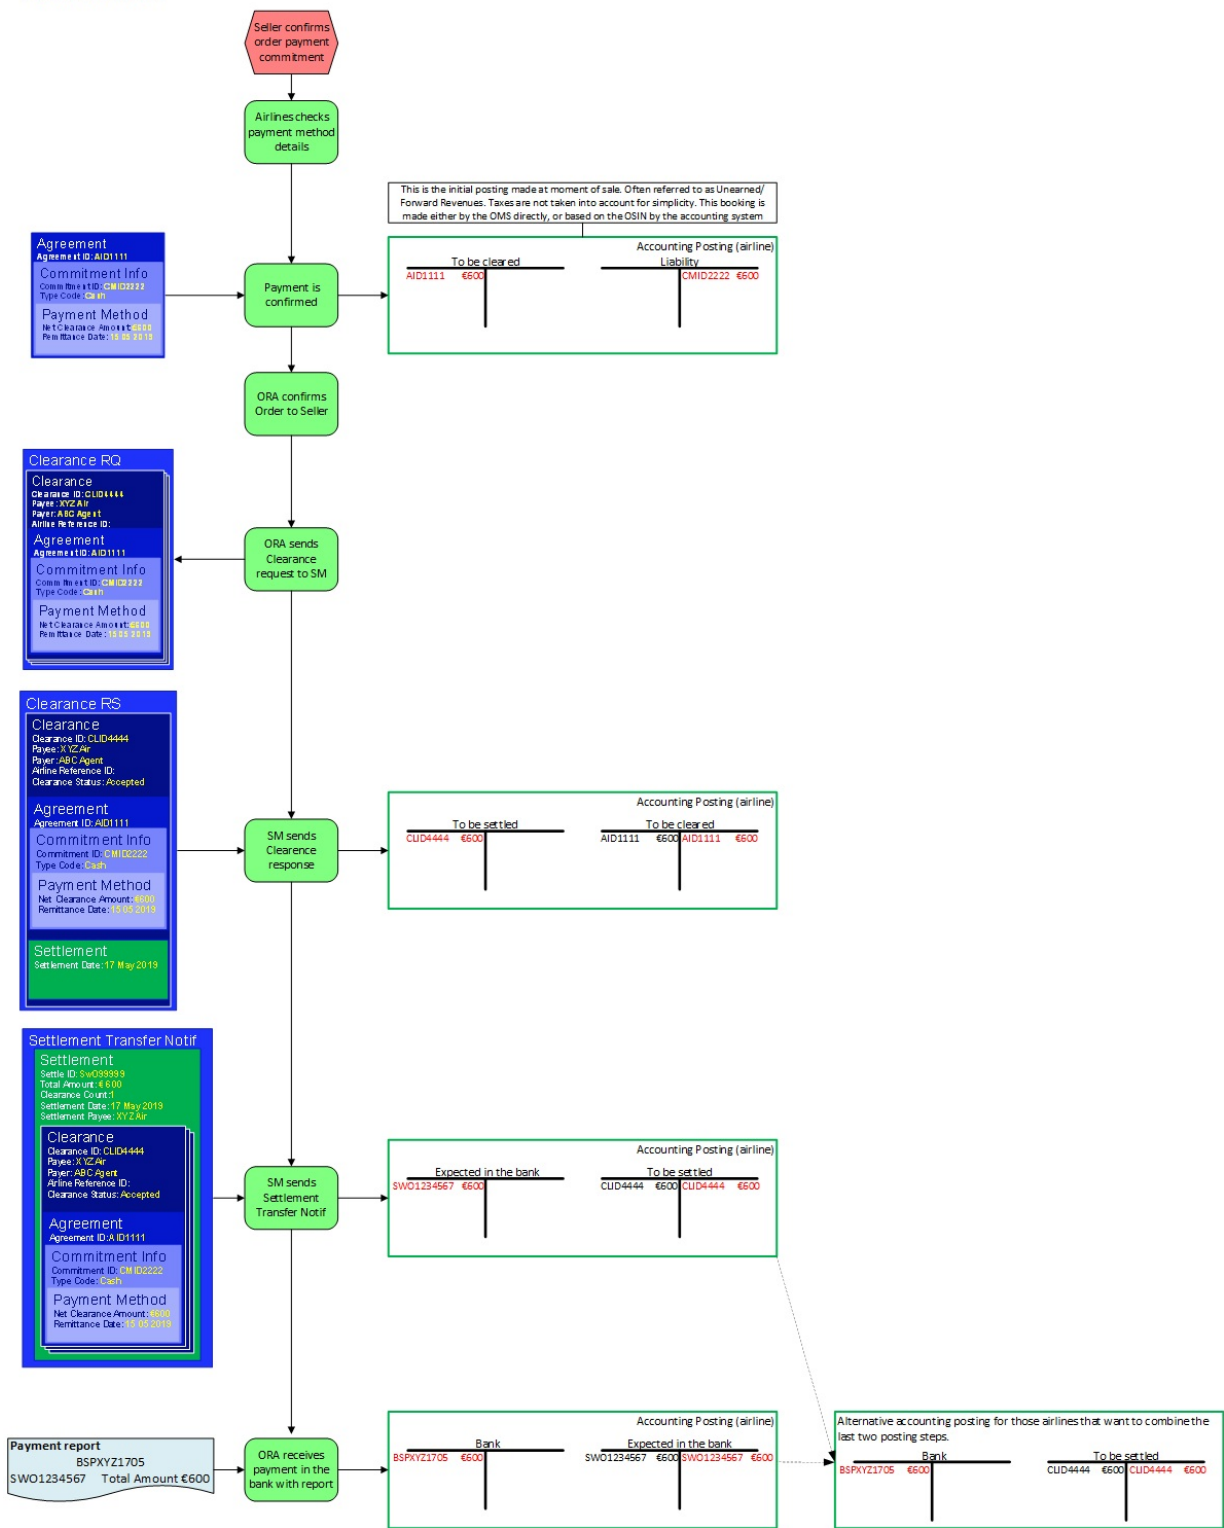 Seller confirms
order payment
commitment
Airlines checks
payment method
details
This is the initial posting made at moment of sale. Often referred to as Unearned/
Forward Revenues. Taxes are not taken into account for simplicity. This booking is
made either by the OMS directly, or based on the OSIN by the accounting system
Agreement
Agreement ID: AID1111
Commitment Info
Commitment ID: CMID2222
Type Code: Cash
Payment Method
Net Clearance Amount: €600
Remittance Date: 15 05 2019
Payment is
confirmed
Accounting Posting (airline)
To be cleared
Liability
AID1111 €600
CMID2222 €600
ORA confirms
Order to Seller
Clearance RQ
Clearance
Clearance ID: CLID4444
Payee: XYZ Air
Payer: ABC Agent
Airline Reference ID:
Agreement
Agreement ID: AID1111
Commitment Info
Commitment ID: CMID2222
Type Code: Cash
Payment Method
Net Clearance Amount: €600
Remittance Date: 15 05 2019
ORA sends
Clearance
request to SM
Clearance RS
Clearance
Clearance ID: CLID4444
Payee: XYZ Air
Payer: ABC Agent
Airline Reference ID:
Clearance Status: Accepted
Agreement
Agreement ID: AID1111
Commitment Info
Commitment ID: CMID2222
Type Code: Cash
Payment Method
Net Clearance Amount: €600
Remittance Date: 15 05 2019
Settlement
Settlement Date: 17 May 2019
SM sends
Clearence
response
Accounting Posting (airline)
To be settled
To be cleared
CLID4444 €600
AID1111 €600 AID1111 €600
Settlement Transfer Notif
Settlement
Settle ID: Sw099999
Total Amount: €600
Clearance Count: 1
Settlement Date: 17 May 2019
Settlement Payee: XYZ Air
Clearance
Clearance ID: CLID4444
Payee: XYZ Air
Payer: ABC Agent
Airline Reference ID:
Clearance Status: Accepted
Agreement
Agreement ID: AID1111
Commitment Info
Commitment ID: CMID2222
Type Code: Cash
Payment Method
Net Clearance Amount: €600
Remittance Date: 15 05 2019
SM sends
Settlement
Transfer Notif
Accounting Posting (airline)
Expected in the bank
To be settled
SWO1234567 €600
CLID4444 €600 CLID4444 €600
Payment report
BSPXYZ1705
SWO1234567 Total Amount €600
ORA receives
payment in the
bank with report
Accounting Posting (airline)
Bank
Expected in the bank
BSPXYZ1705 €600
SWO1234567 €600 SWO1234567 €600
Alternative accounting posting for those airlines that want to combine the
last two posting steps.
Bank
To be settled
BSPXYZ1705 €600
CLID4444 €600 CLID4444 €600